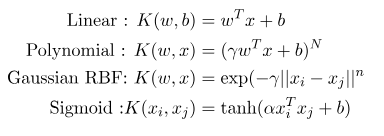 Linear : K(w, b) = w^T x + b
Polynomial : K(w, x) = (γw^T x + b)^N
Gaussian RBF: K(w, x) = exp(−γ||x_i − x_j||^n
Sigmoid :K(x_i, x_j) = tanh(αx_i^T x_j + b)